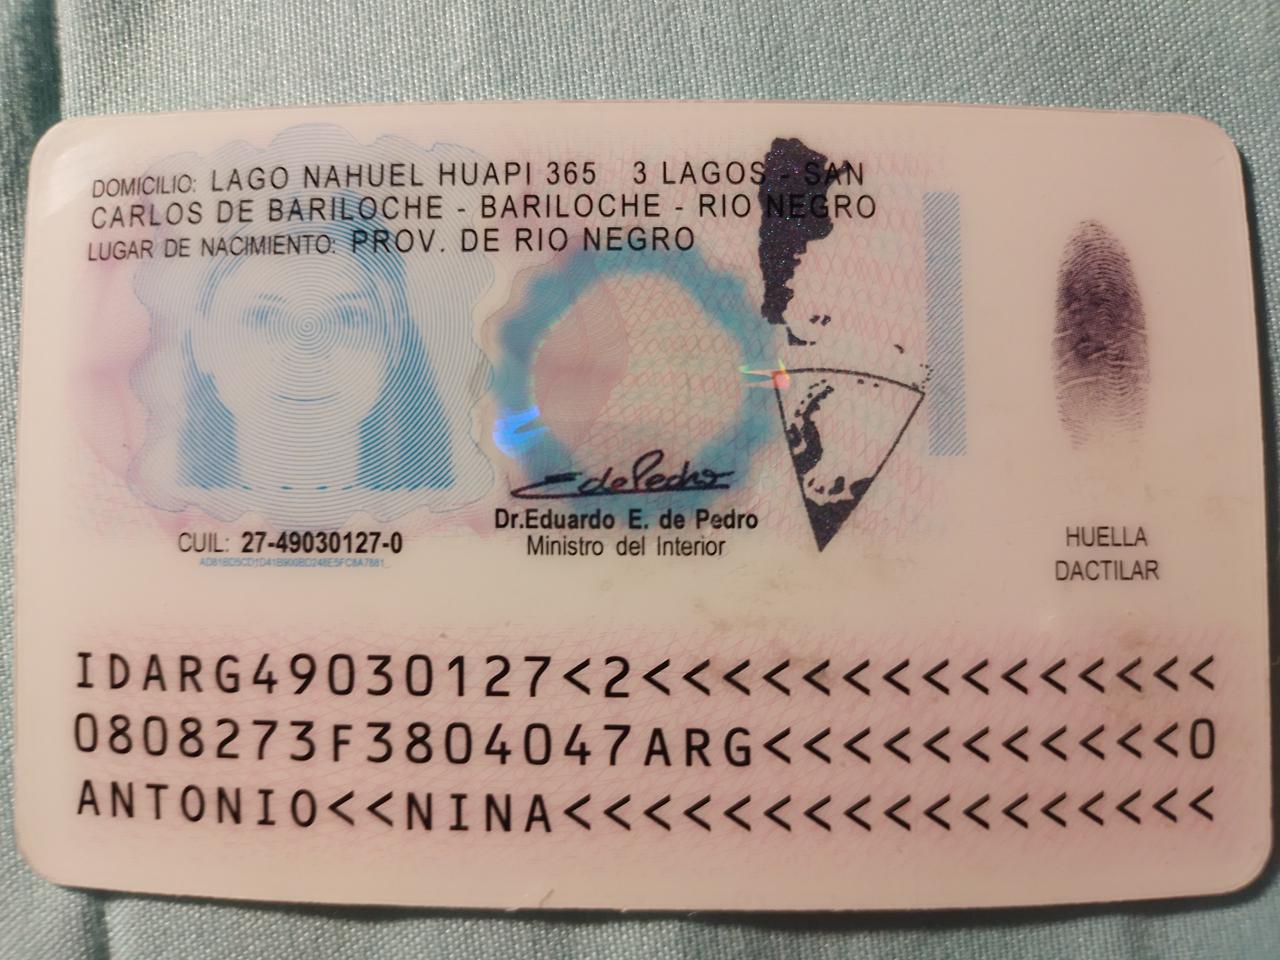 DOMICILIO: LAGO NAHUEL HUAPI 365 3 LAGOS - SAN
CARLOS DE BARILOCHE - BARILOCHE - RIO NEGRO
LUGAR DE NACIMIENTO: PROV. DE RIO NEGRO
EdePedro
Dr.Eduardo E. de Pedro
Ministro del Interior
CUIL: 27-49030127-0
HUELLA
DACTILAR
IDARG49030127<2<<<<<<<<<<<<<<<
0808273F3804047ARG<<<<<<<<<<<0
ANTONIO<<NINA<<<<<<<<<<<<<<<<<